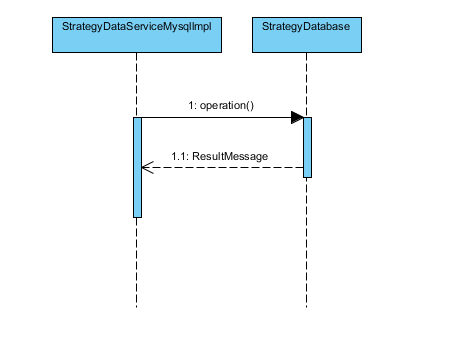 StrategyDataServiceMysqlImpl
StrategyDatabase
1: operation()
1.1: ResultMessage